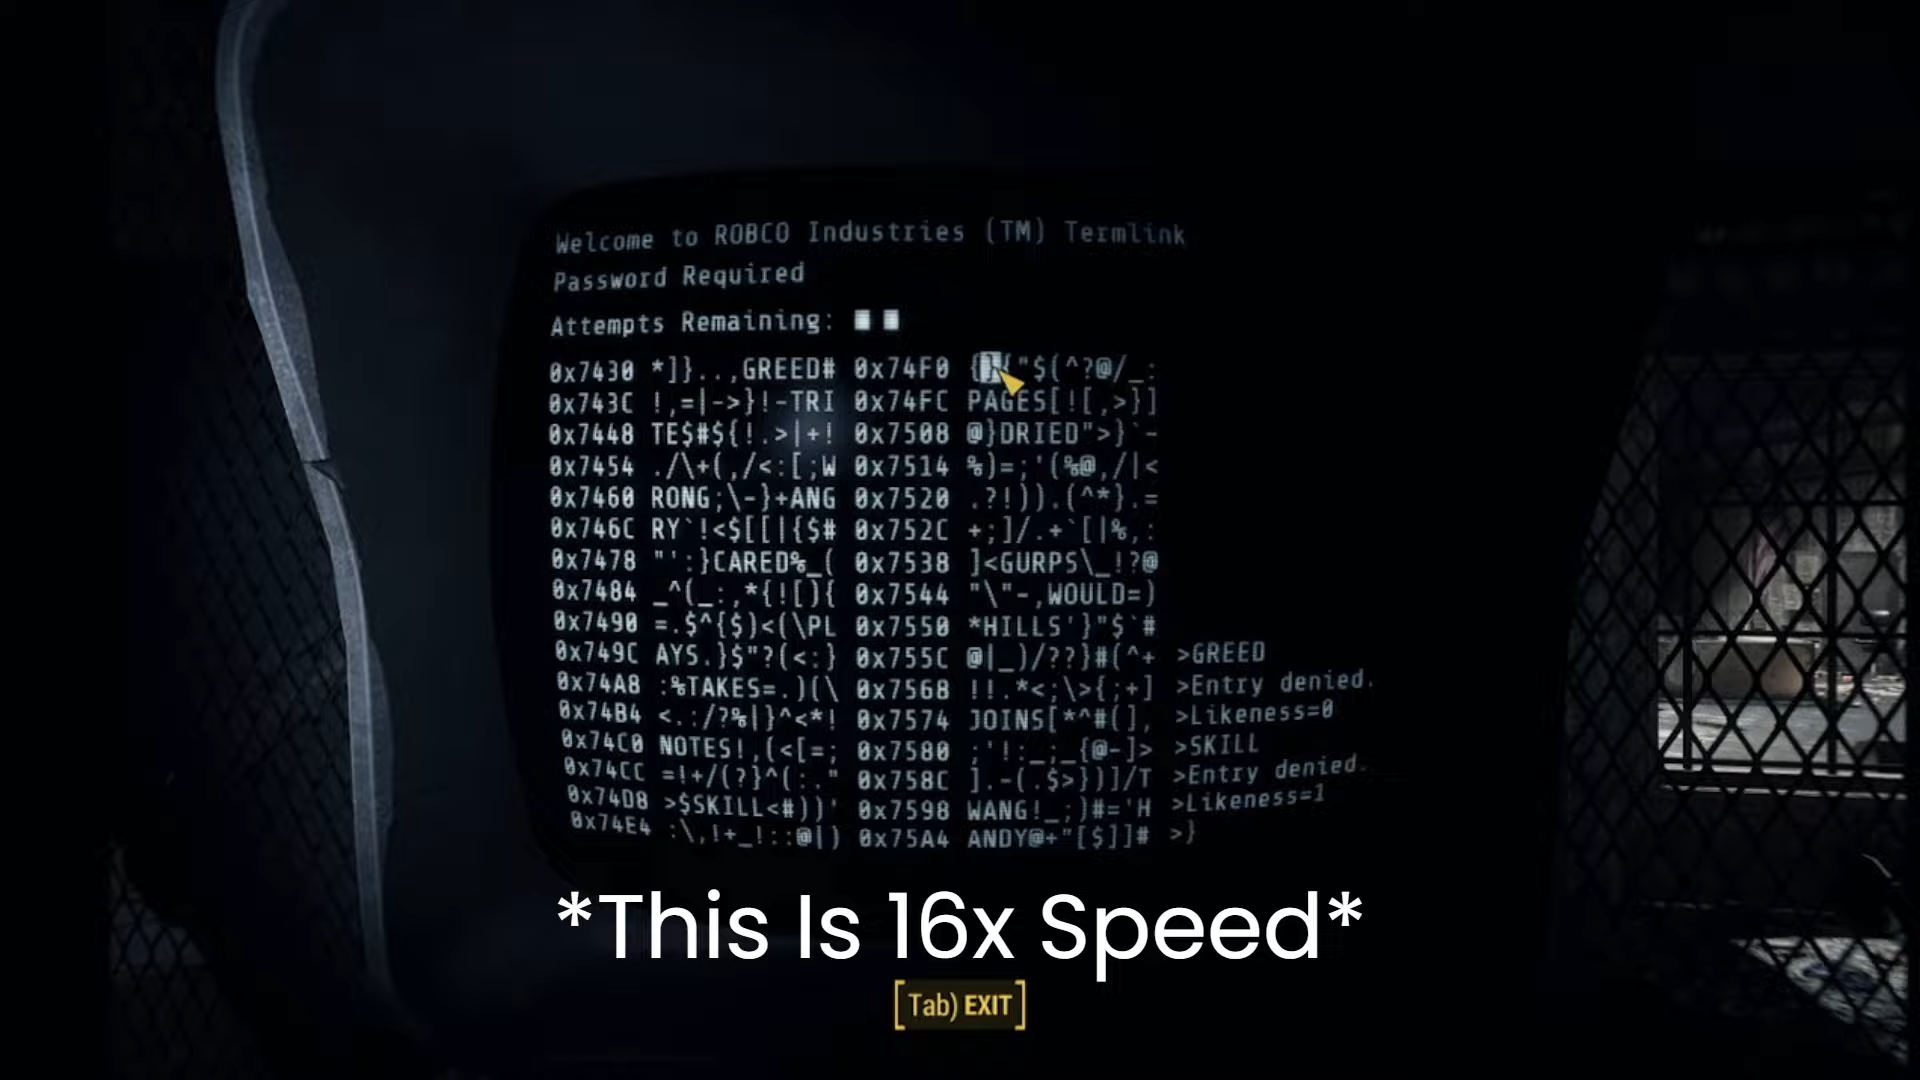 Welcome to ROBCO Industries (TM) Termlink
Password Required
Attempts Remaining:
0x7430 *]}..,GREED# 0x74F0 {}{"$(^?@/_:
0x743C !,=|->}!-TRI 0x74FC PAGES[![,>}]
0x7448 TE$#${!.>|+! 0x7508 @}DRIED">}`-
0x7454 ./\+(,/<:[;W 0x7514 %)=;'(%@,/|<
0x7460 RONG;\-}+ANG 0x7520 .?!)).(^*}.=
0x746C RY`!<$[[|{$# 0x752C +;]/.+`[|%,:
0x7478 "':}CARED%_( 0x7538 ]<GURPS\_!?@
0x7484 _^(_:,*{![]){ 0x7544 "\"-,WOULD=)
0x7490 =.$^{$)<(\PL 0x7550 *HILLS'}"$`#
0x749C AYS.}$"?(<:} 0x755C @|_)/??}#(^+ >GREED
0x74A8 :%TAKES=.)(\ 0x7568 !!.*<;\>{;+] >Entry denied.
0x74B4 <.:/?%|}^<*! 0x7574 JOINS[*^#(], >Likeness=0
0x74C0 NOTES!,(<[=; 0x7580 ;'!:_;_{@-]> >SKILL
0x74CC =!+/(?}^(:." 0x758C ].-(.$>})]/T >Entry denied.
0x74D8 >$SKILL<#))' 0x7598 WANG!_;)#='H >Likeness=1
0x74E4 :\,!+_!::@|) 0x75A4 ANDY@+"[$]]# >}
*This Is 16x Speed*
[Tab) EXIT]